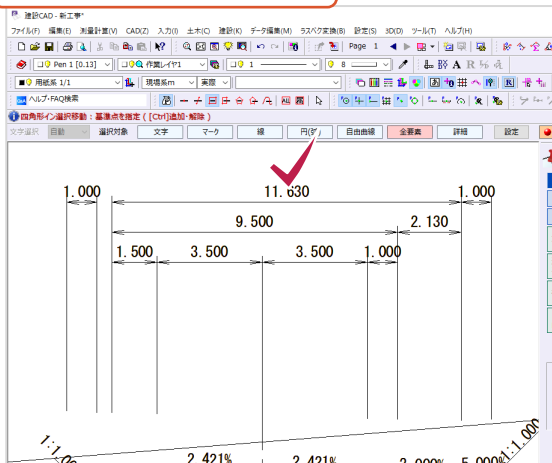 建設CAD - 新工事*
ファイル(F) 編集(E) 測量計算(V) CAD(Z) 入力(I) 土木(C) 建設(K) データ編集(M) ラスベク変換(B) 設定(S) 3D(D) ツール(T) ヘルプ(H)
Page 1
Pen 1 [0.13] 作業レイヤ1 1 8
用紙系 1/1 現場系m 実際
ヘルプ・FAQ検索
四角形イン選択移動：基準点を指定 ( [Ctrl]追加・解除 )
文字選択 自動 選択対象 文字 マーク 線 自由曲線 全要素 詳細 設定
1.000 11.630 1.000
9.500 2.130
1.500 3.500 3.500 1.000
2.421% 2.421% 2.000% 5.000%